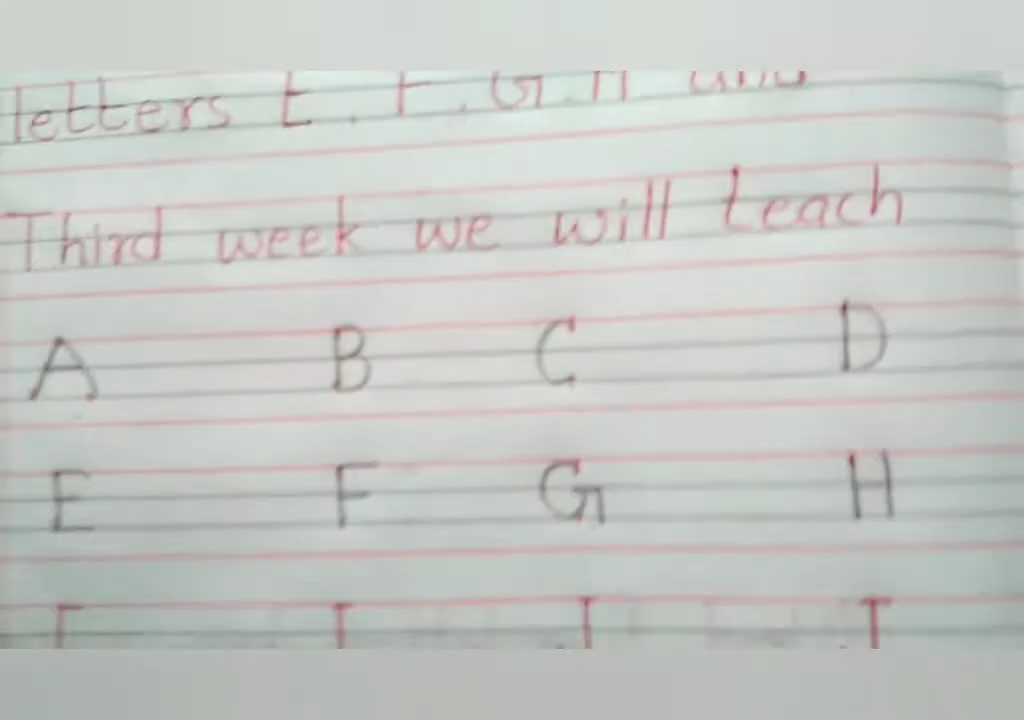 letters E, F, G, H
Third week we will teach
A B C D
E F G H